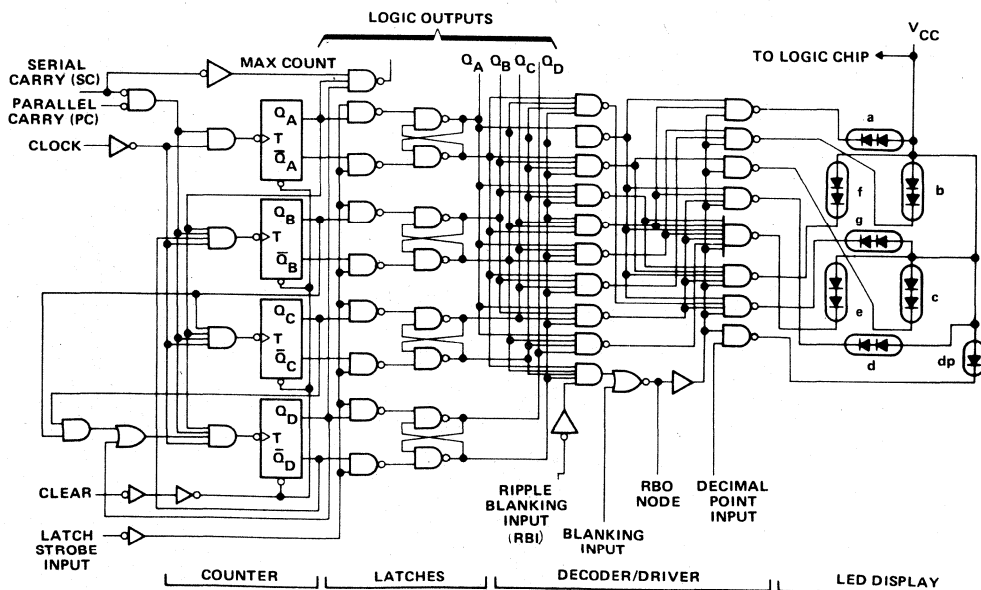 LOGIC OUTPUTS
VCC
TO LOGIC CHIP
QA QB QC QD
MAX COUNT
SERIAL
CARRY (SC)
PARALLEL
CARRY (PC)
CLOCK
QA
T
Q̅A
QB
T
Q̅B
QC
T
Q̅C
QD
T
Q̅D
a
f
b
g
e
c
d
dp
CLEAR
LATCH
STROBE
INPUT
RIPPLE
BLANKING
INPUT
(RBI)
BLANKING
INPUT
RBO
NODE
DECIMAL
POINT
INPUT
COUNTER
LATCHES
DECODER/DRIVER
LED DISPLAY